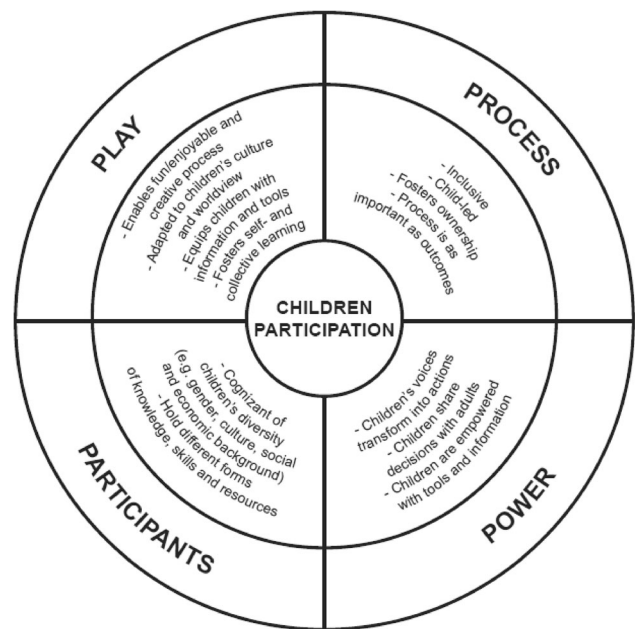 PLAY
- Enables fun/enjoyable and
creative process
- Adapted to children's culture
and worldview
- Equips children with
information and tools
- Fosters self- and
collective learning
PROCESS
- Inclusive
- Child-led
- Fosters ownership
- Process is as
important as outcomes
CHILDREN
PARTICIPATION
PARTICIPANTS
- Cognizant of
children's diversity
(e.g. gender, culture, social
and economic background)
- Hold different forms
of knowledge, skills and resources
POWER
- Children's voices
transform into actions
- Children share
decisions with adults
- Children are empowered
with tools and information